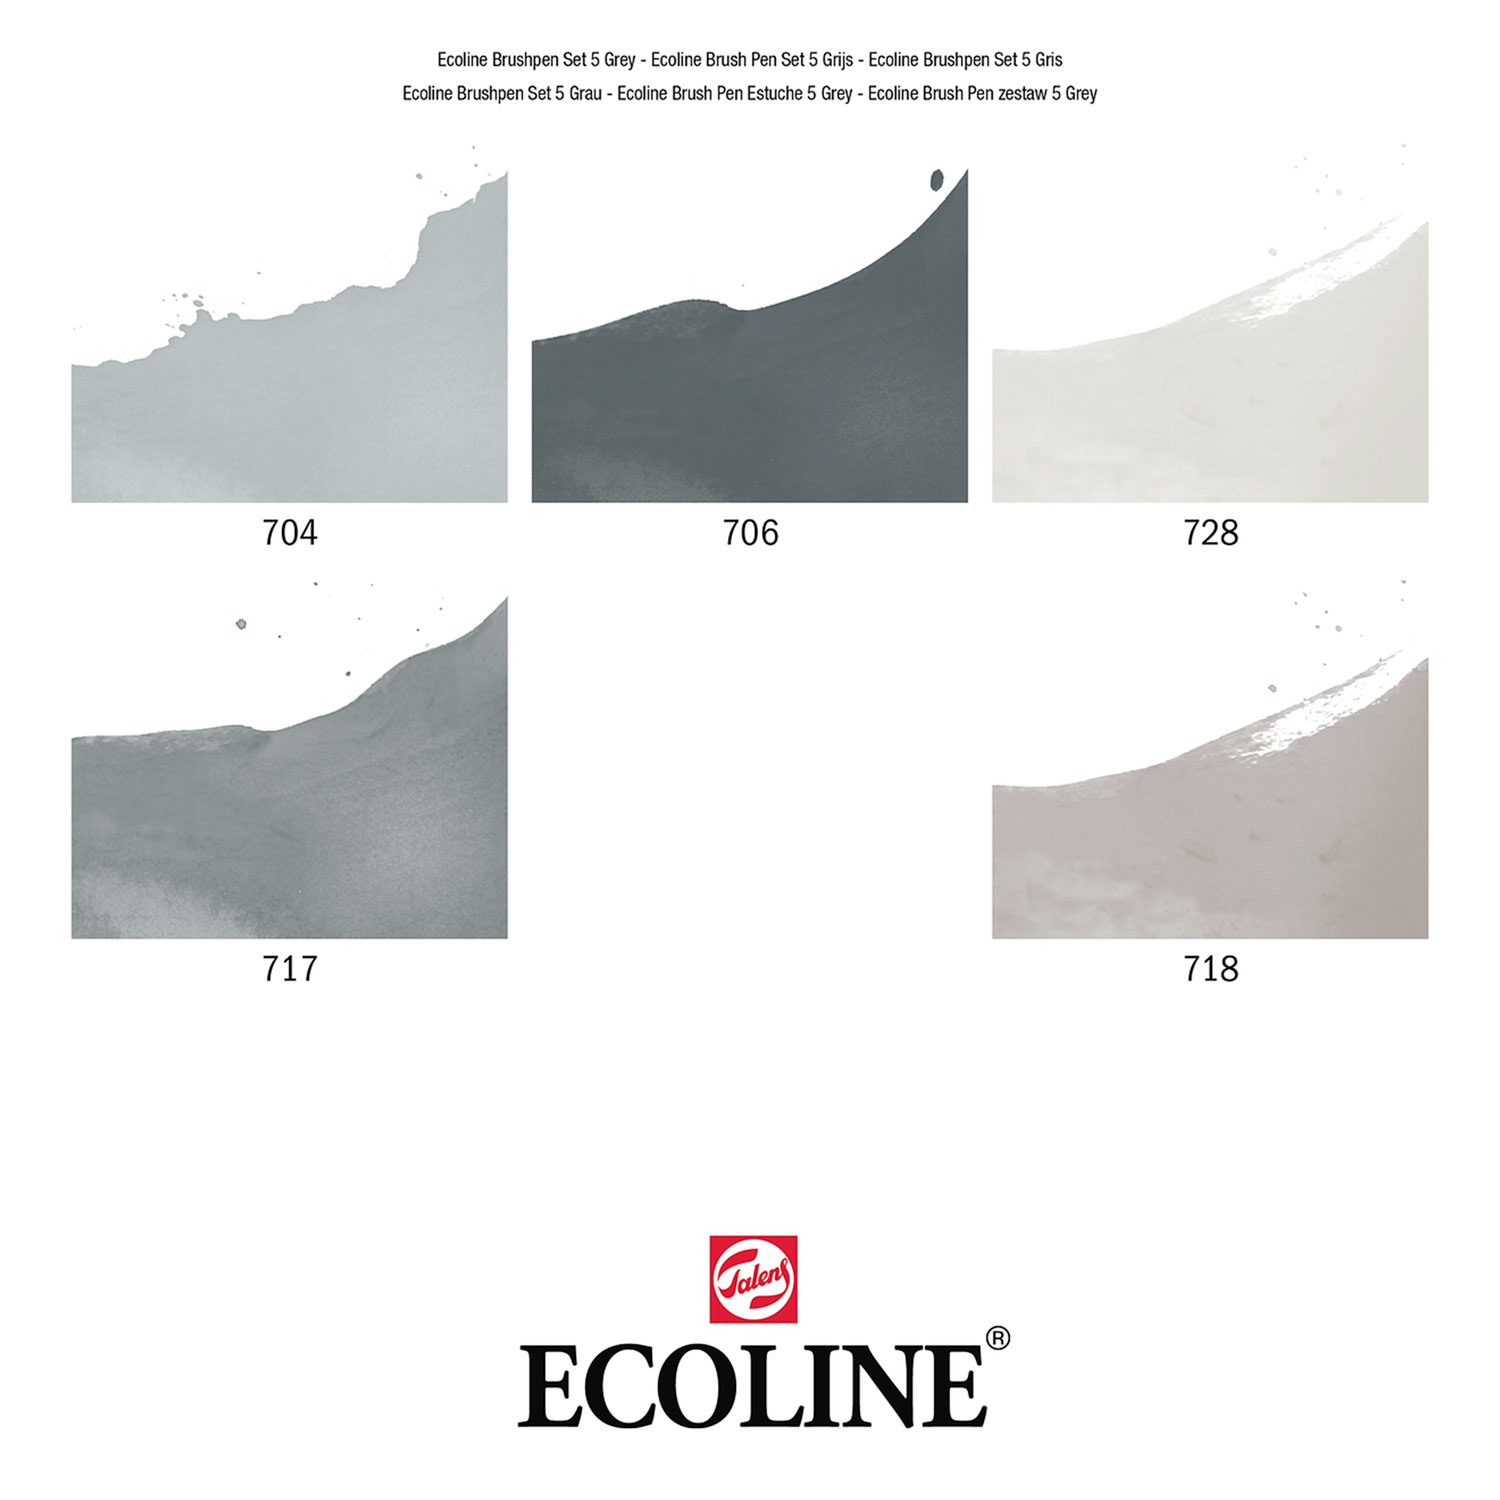 Ecoline Brushpen Set 5 Grey - Ecoline Brush Pen Set 5 Grijs - Ecoline Brushpen Set 5 Gris
Ecoline Brushpen Set 5 Grau - Ecoline Brush Pen Estuche 5 Grey - Ecoline Brush Pen zestaw 5 Grey
704 706 728
717 718
Talens
ECOLINE®